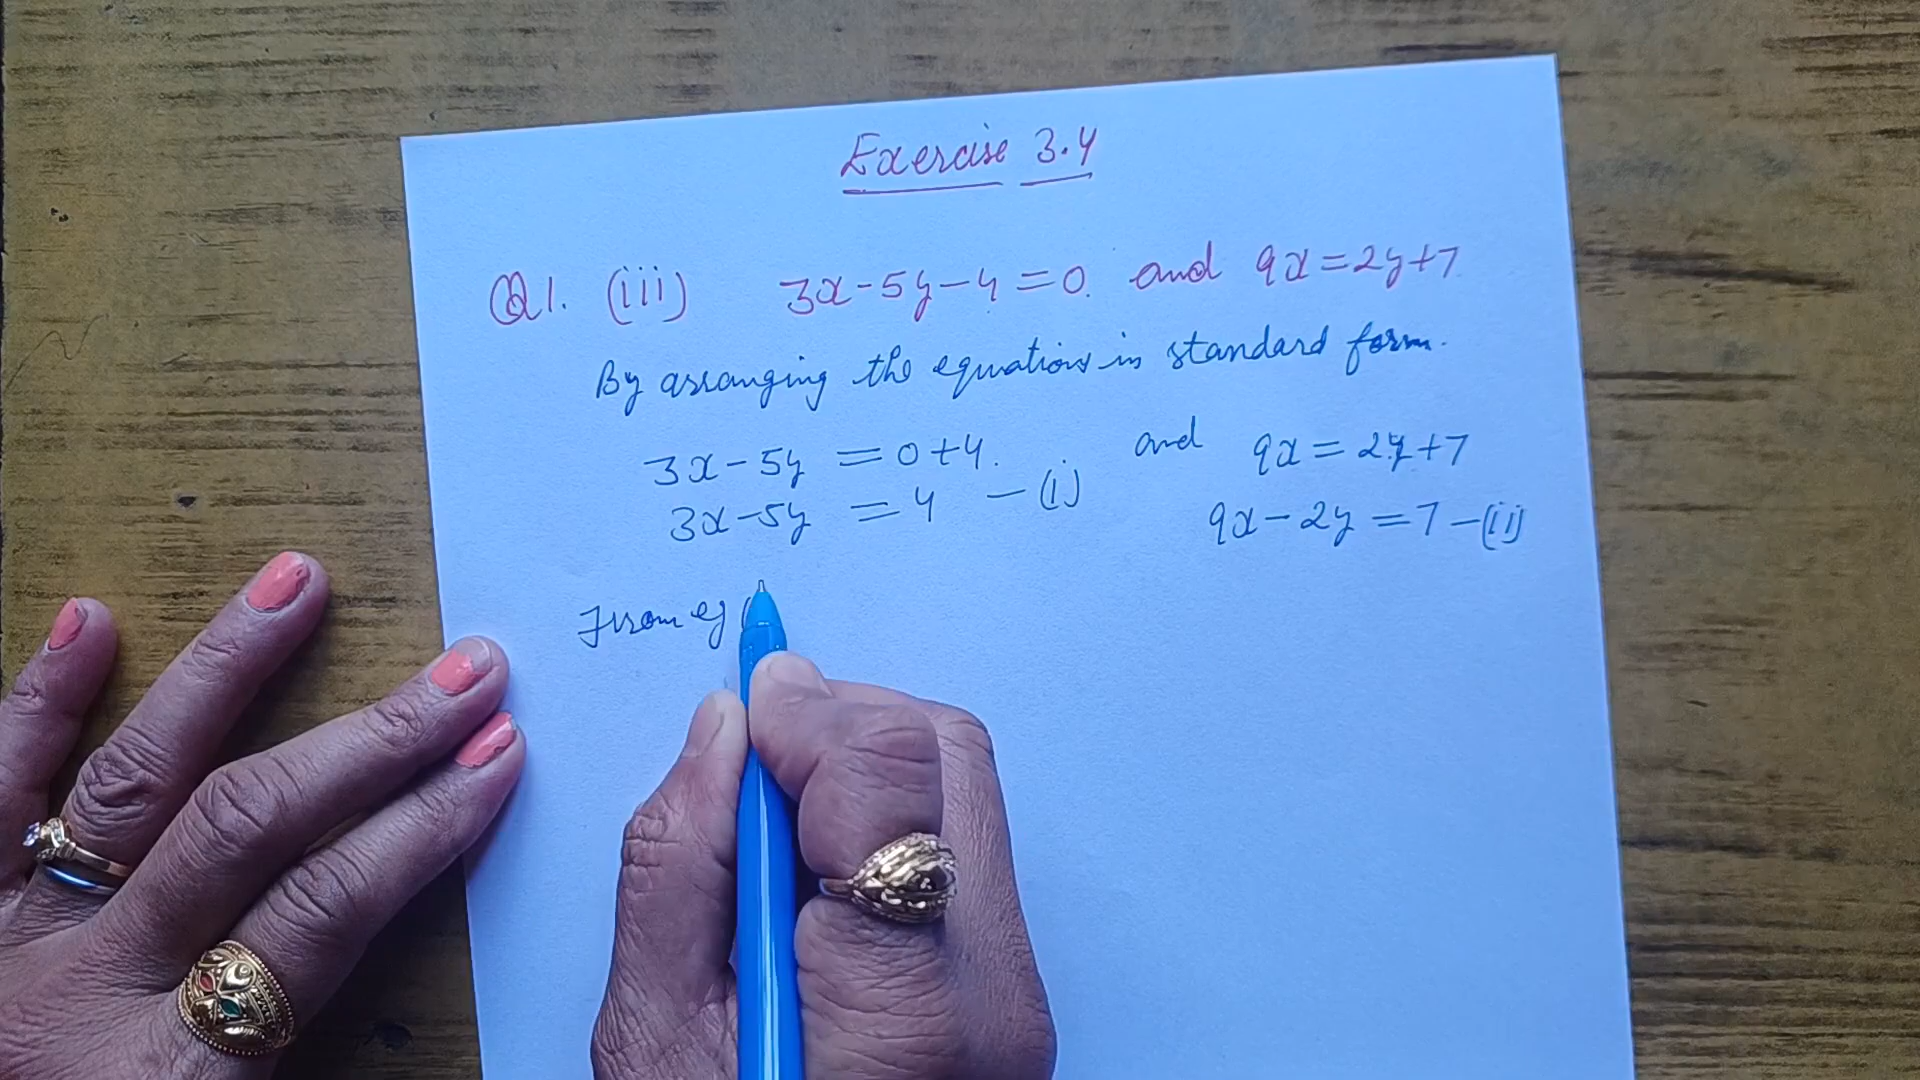 Exercise 3.4
Q1. (iii) 3x-5y-4=0. and 9x=2y+7
By arranging the equations in standard form.
3x-5y = 0+4. and 9x=2y+7
3x-5y = 4 -(i) 9x-2y=7-(ii)
From eq (